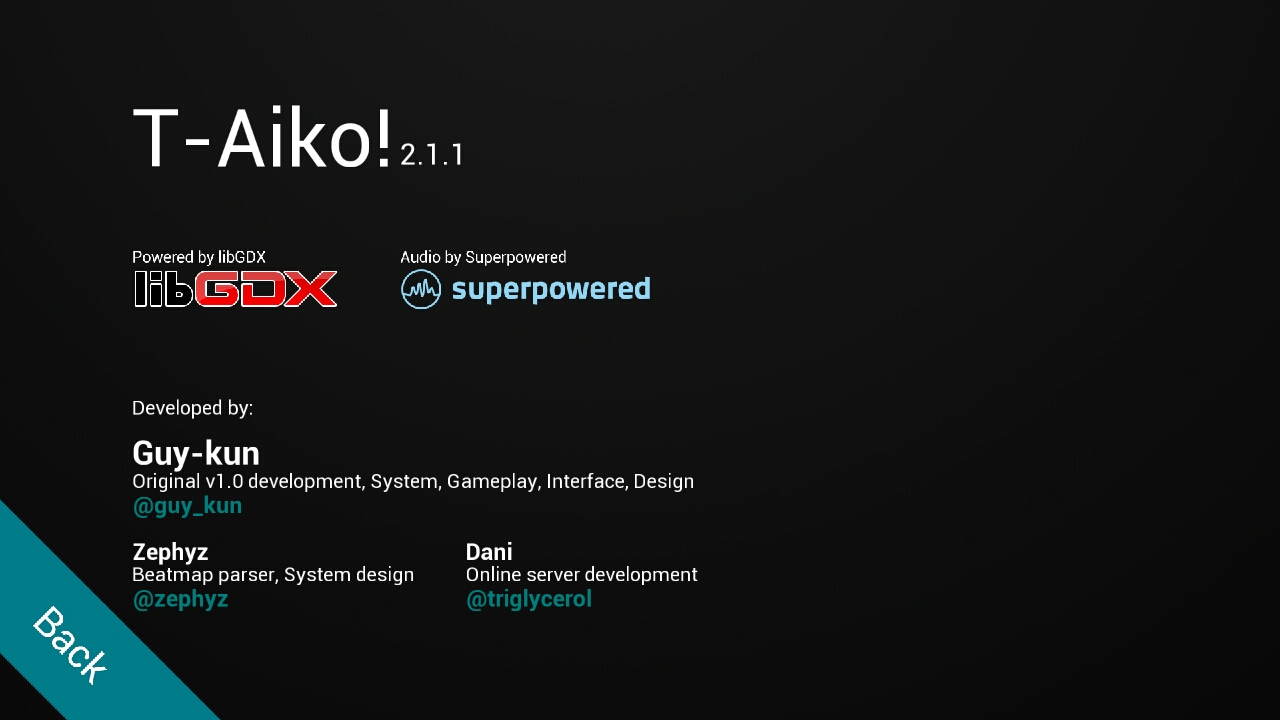 T-Aiko! 2.1.1
Powered by libGDX
libGDX
Audio by Superpowered
superpowered
Developed by:
Guy-kun
Original v1.0 development, System, Gameplay, Interface, Design
@guy_kun
Zephyz
Beatmap parser, System design
@zephyz
Dani
Online server development
@triglycerol
Back